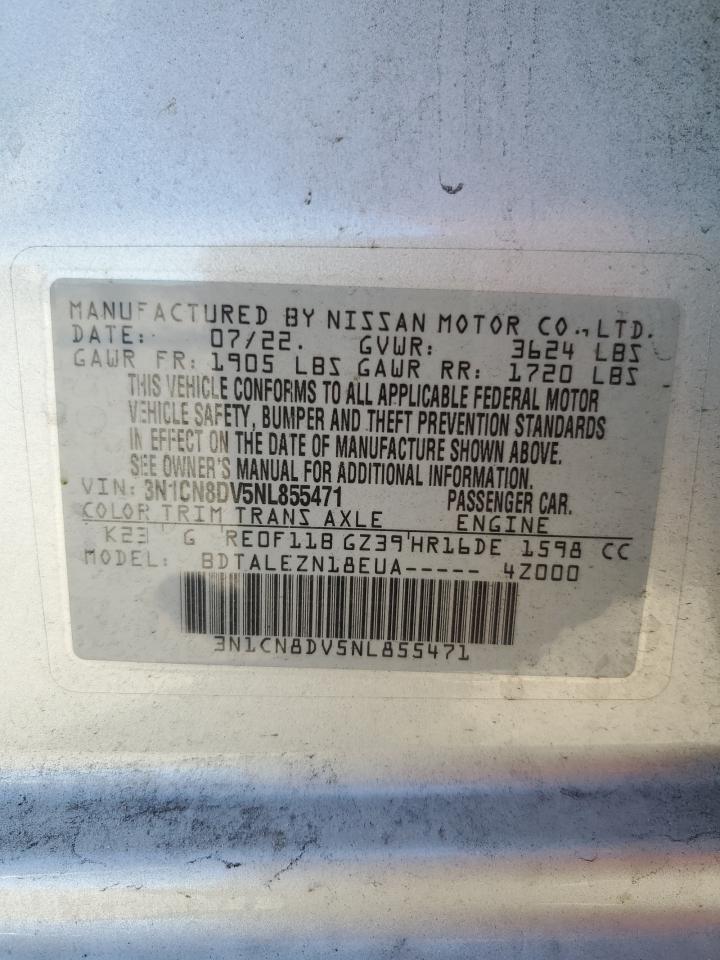 MANUFACTURED BY NISSAN MOTOR CO., LTD.
DATE: 07/22. GVWR: 3624 LBS
GAWR FR: 1905 LBS GAWR RR: 1720 LBS
THIS VEHICLE CONFORMS TO ALL APPLICABLE FEDERAL MOTOR
VEHICLE SAFETY, BUMPER AND THEFT PREVENTION STANDARDS
IN EFFECT ON THE DATE OF MANUFACTURE SHOWN ABOVE.
SEE OWNER'S MANUAL FOR ADDITIONAL INFORMATION.
VIN: 3N1CN8DV5NL855471 PASSENGER CAR.
COLOR TRIM TRANS AXLE ENGINE
K23 G RE0F11B GZ39 HR16DE 1598 CC
MODEL: BDTALEZN18EUA----- 4Z000
3N1CN8DV5NL855471